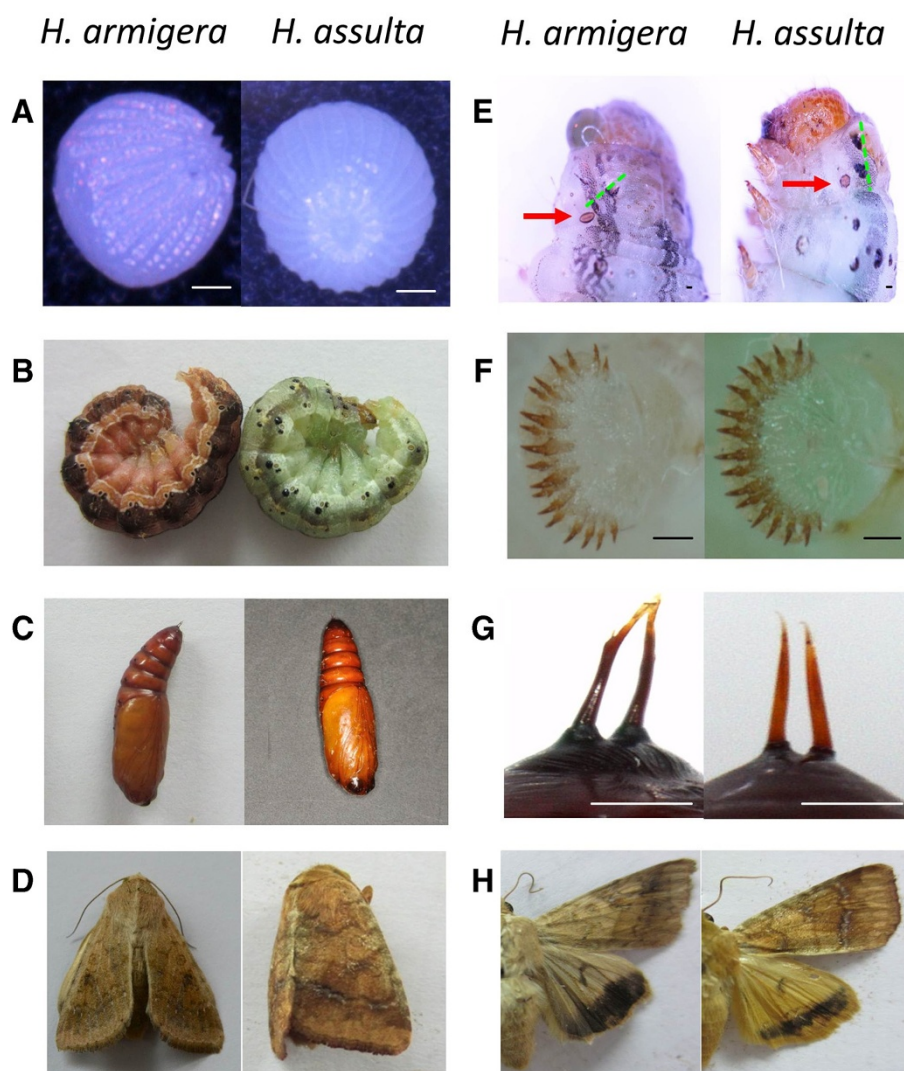 H. armigera H. assulta H. armigera H. assulta
A E
B F
C G
D H